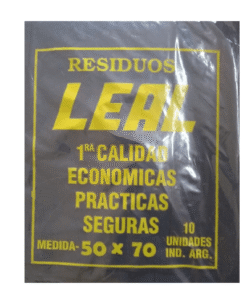 RESIDUOS
LEAL
1RA CALIDAD
ECONOMICAS
PRACTICAS
SEGURAS
MEDIDA-50 x 70
10
UNIDADES
IND. ARG.